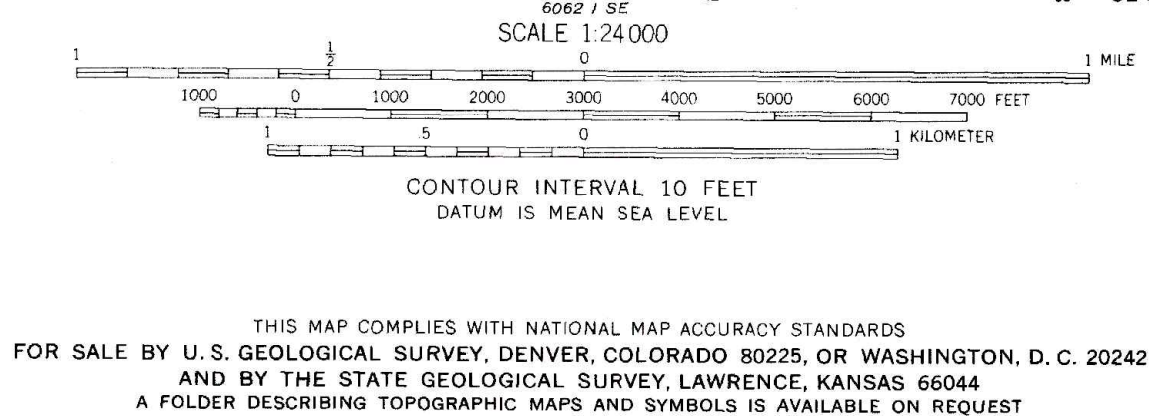 6062 I SE
SCALE 1:24 000
1 ½ 0 1 MILE
1000 0 1000 2000 3000 4000 5000 6000 7000 FEET
1 .5 0 1 KILOMETER
CONTOUR INTERVAL 10 FEET
DATUM IS MEAN SEA LEVEL
THIS MAP COMPLIES WITH NATIONAL MAP ACCURACY STANDARDS
FOR SALE BY U. S. GEOLOGICAL SURVEY, DENVER, COLORADO 80225, OR WASHINGTON, D. C. 20242
AND BY THE STATE GEOLOGICAL SURVEY, LAWRENCE, KANSAS 66044
A FOLDER DESCRIBING TOPOGRAPHIC MAPS AND SYMBOLS IS AVAILABLE ON REQUEST